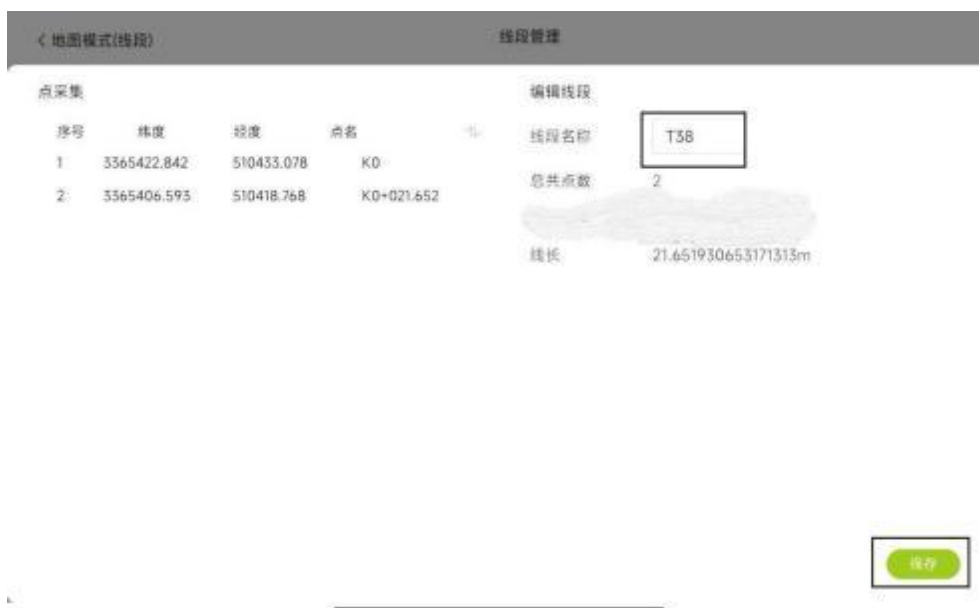 < 地图模式(线段)
线段管理
点采集
序号 纬度 经度 点名
1 3365422.842 510433.078 K0
2 3365406.593 510418.768 K0+021.652
编辑线段
线段名称 T38
总共点数 2
线长 21.651930653171313m
保存